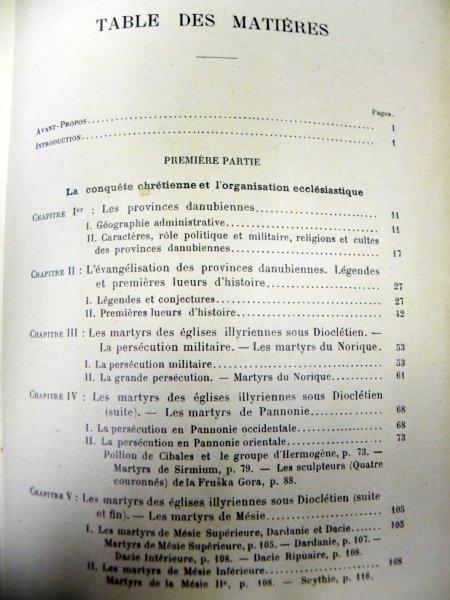 TABLE DES MATIÈRES
Pages.
AVANT-PROPOS 1
INTRODUCTION 1
PREMIÈRE PARTIE
La conquête chrétienne et l'organisation ecclésiastique
CHAPITRE Ier : Les provinces danubiennes 11
I. Géographie administrative 11
II. Caractères, rôle politique et militaire, religions et cultes
des provinces danubiennes 17
CHAPITRE II : L'évangélisation des provinces danubiennes. Légendes
et premières lueurs d'histoire 27
I. Légendes et conjectures 27
II. Premières lueurs d'histoire 42
CHAPITRE III : Les martyrs des églises illyriennes sous Dioclétien. —
La persécution militaire. — Les martyrs du Norique. 53
I. La persécution militaire 53
II. La grande persécution. — Martyrs du Norique 61
CHAPITRE IV : Les martyrs des églises illyriennes sous Dioclétien
(suite). — Les martyrs de Pannonie 68
I. La persécution en Pannonie occidentale 68
II. La persécution en Pannonie orientale 73
Pollion de Cibales et le groupe d'Hermogène, p. 73. —
Martyrs de Sirmium, p. 79. — Les sculpteurs (Quatre
couronnés) de la Fruška Gora, p. 88.
CHAPITRE V : Les martyrs des églises illyriennes sous Dioclétien (suite
et fin). — Les martyrs de Mésie 105
I. Les martyrs de Mésie Supérieure, Dardanie et Dacie 105
Martyrs de Mésie Supérieure, p. 105. — Dardanie, p. 107. —
Dacie Intérieure, p. 108. — Dacie Ripuaire, p. 108.
II. Les martyrs de Mésie Inférieure 108
Martyrs de la Mésie IIe, p. 108. — Scythie, p. 116.